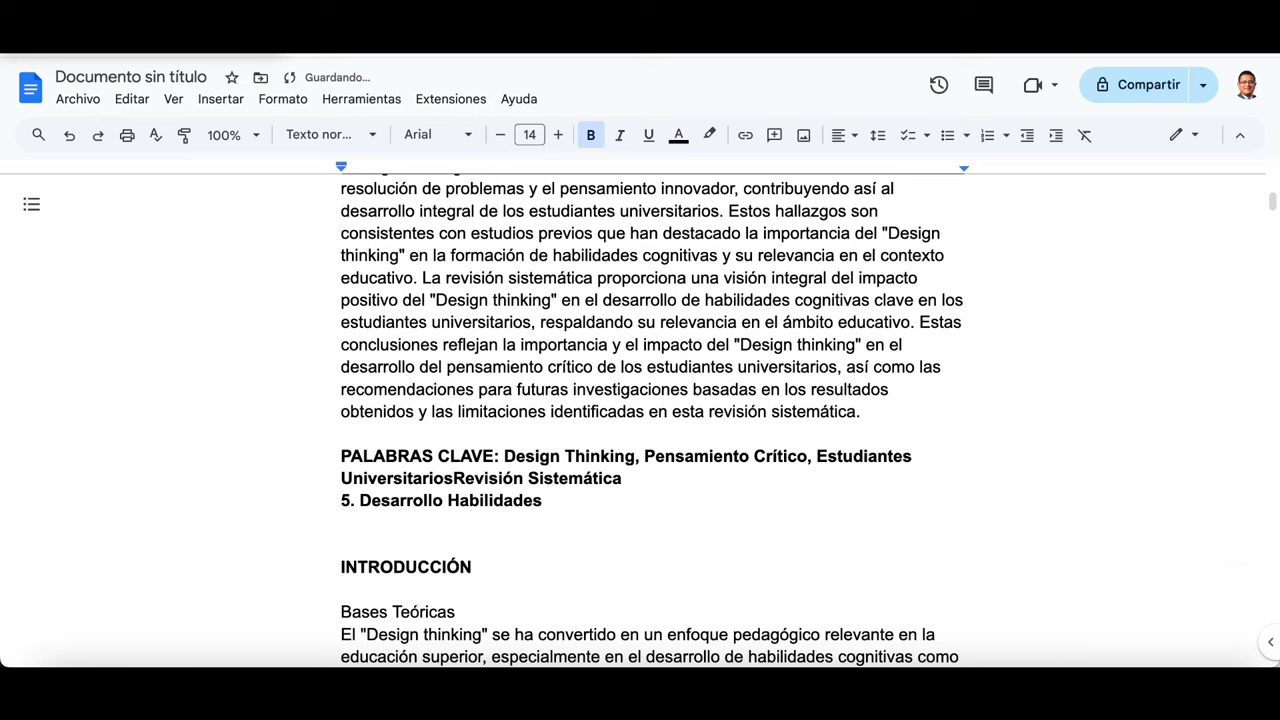 Documento sin título
Guardando...
Archivo Editar Ver Insertar Formato Herramientas Extensiones Ayuda
Compartir
100% Texto nor... Arial 14 B I U A
resolución de problemas y el pensamiento innovador, contribuyendo así al
desarrollo integral de los estudiantes universitarios. Estos hallazgos son
consistentes con estudios previos que han destacado la importancia del "Design
thinking" en la formación de habilidades cognitivas y su relevancia en el contexto
educativo. La revisión sistemática proporciona una visión integral del impacto
positivo del "Design thinking" en el desarrollo de habilidades cognitivas clave en los
estudiantes universitarios, respaldando su relevancia en el ámbito educativo. Estas
conclusiones reflejan la importancia y el impacto del "Design thinking" en el
desarrollo del pensamiento crítico de los estudiantes universitarios, así como las
recomendaciones para futuras investigaciones basadas en los resultados
obtenidos y las limitaciones identificadas en esta revisión sistemática.
PALABRAS CLAVE: Design Thinking, Pensamiento Crítico, Estudiantes
UniversitariosRevisión Sistemática
5. Desarrollo Habilidades
INTRODUCCIÓN
Bases Teóricas
El "Design thinking" se ha convertido en un enfoque pedagógico relevante en la
educación superior, especialmente en el desarrollo de habilidades cognitivas como